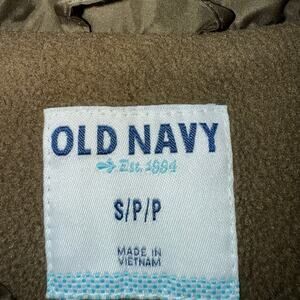 OLD NAVY
Est. 1994
S/P/P
MADE IN
VIETNAM